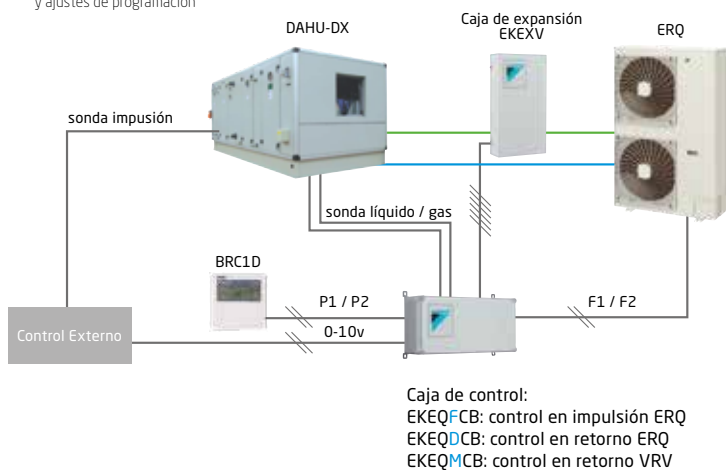 y ajustes de programación
DAHU-DX
Caja de expansión
EKEXV
ERQ
sonda impusión
sonda líquido / gas
BRC1D
P1 / P2
F1 / F2
Control Externo
0-10v
Caja de control:
EKEQFCB: control en impulsión ERQ
EKEQDCB: control en retorno ERQ
EKEQMCB: control en retorno VRV